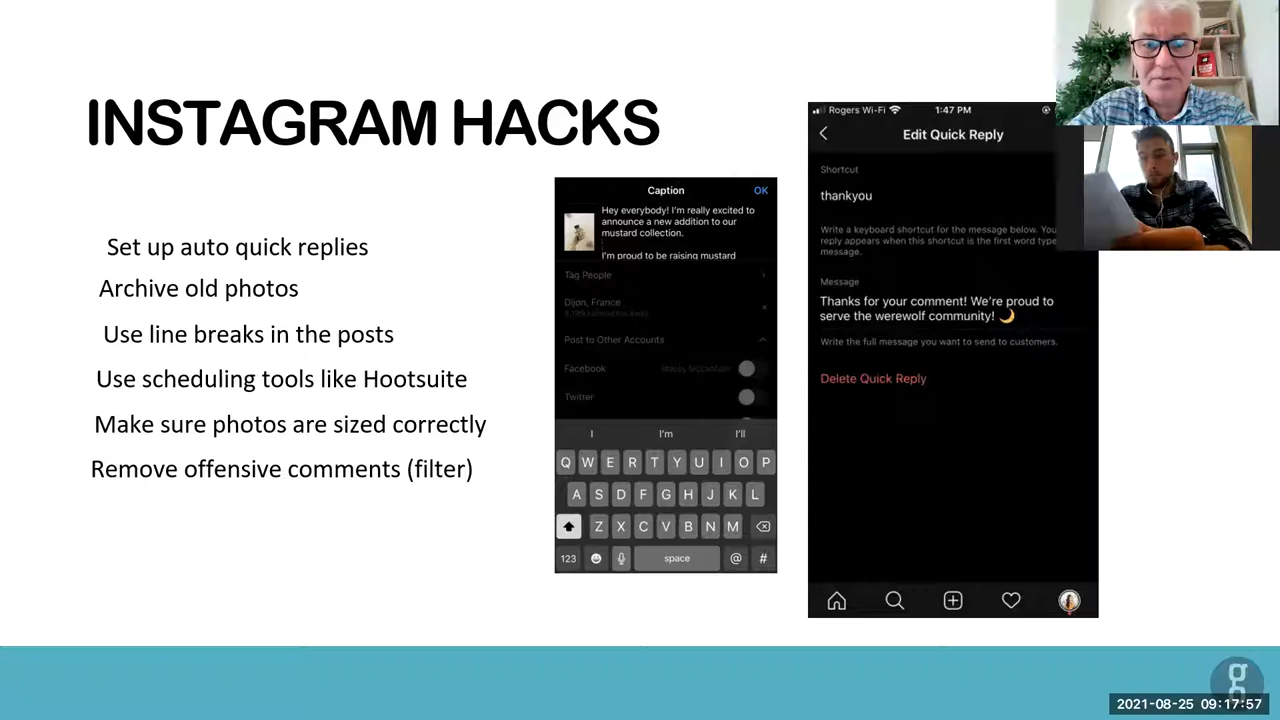 INSTAGRAM HACKS
Set up auto quick replies
Archive old photos
Use line breaks in the posts
Use scheduling tools like Hootsuite
Make sure photos are sized correctly
Remove offensive comments (filter)
Caption
OK
Hey everybody! I'm really excited to
announce a new addition to our
mustard collection.
I'm proud to be raising mustard
Tag People
Dijon, France
Post to Other Accounts
Facebook
Twitter
I I'm I'll
Q W E R T Y U I O P
A S D F G H J K L
Z X C V B N M
123 space @ #
Rogers Wi-Fi 1:47 PM
Edit Quick Reply
Shortcut
thankyou
Write a keyboard shortcut for the message below. You
reply appears when this shortcut is the first word type
message.
Message
Thanks for your comment! We're proud to
serve the werewolf community! 🌙
Write the full message you want to send to customers.
Delete Quick Reply
g
2021-08-25 09:17:57